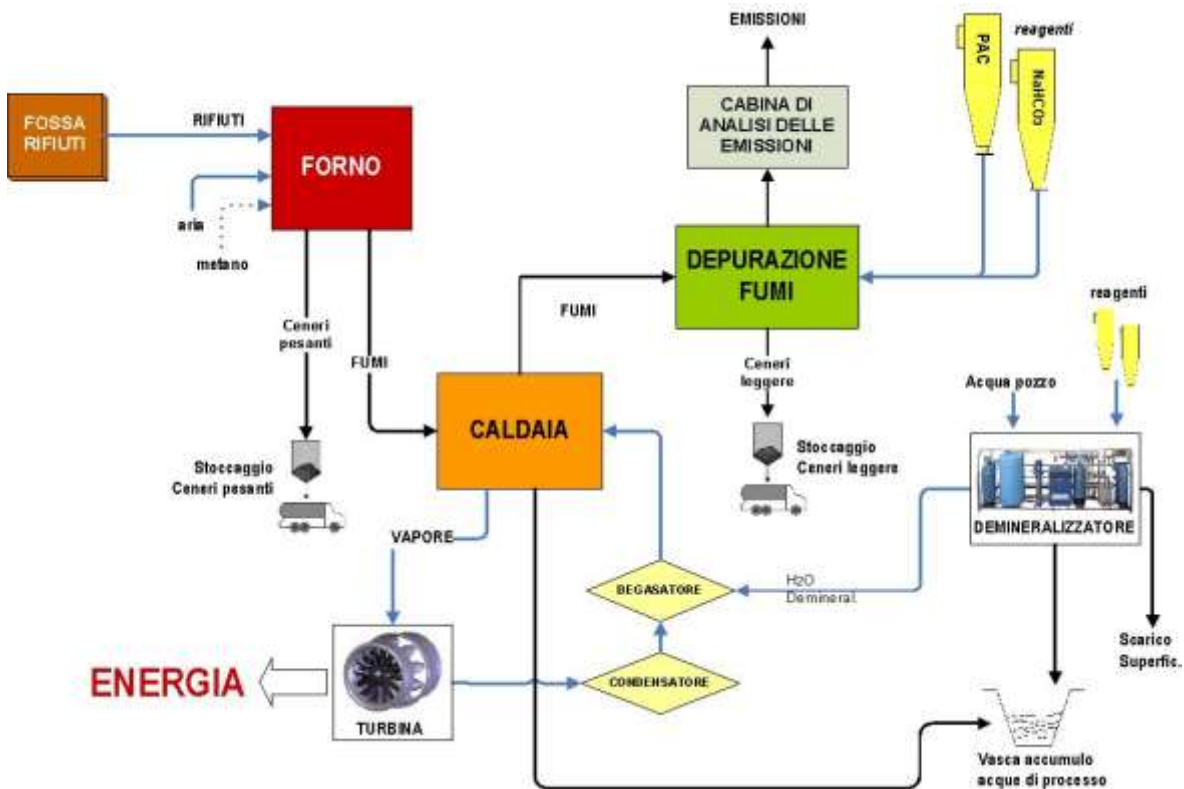 EMISSIONI
PAC
reagenti
NaHCO3
FOSSA
RIFIUTI
RIFIUTI
FORNO
CABINA DI
ANALISI DELLE
EMISSIONI
aria
metano
DEPURAZIONE
FUMI
FUMI
reagenti
Ceneri
pesanti
FUMI
Ceneri
leggere
Acqua pozzo
CALDAIA
Stoccaggio
Ceneri pesanti
Stoccaggio
Ceneri leggere
DEMINERALIZZATORE
VAPORE
BEGASATORE
H2O
Demineral.
Scarico
Superfic.
ENERGIA
CONDENSATORE
TURBINA
Vasca accumulo
acque di processo